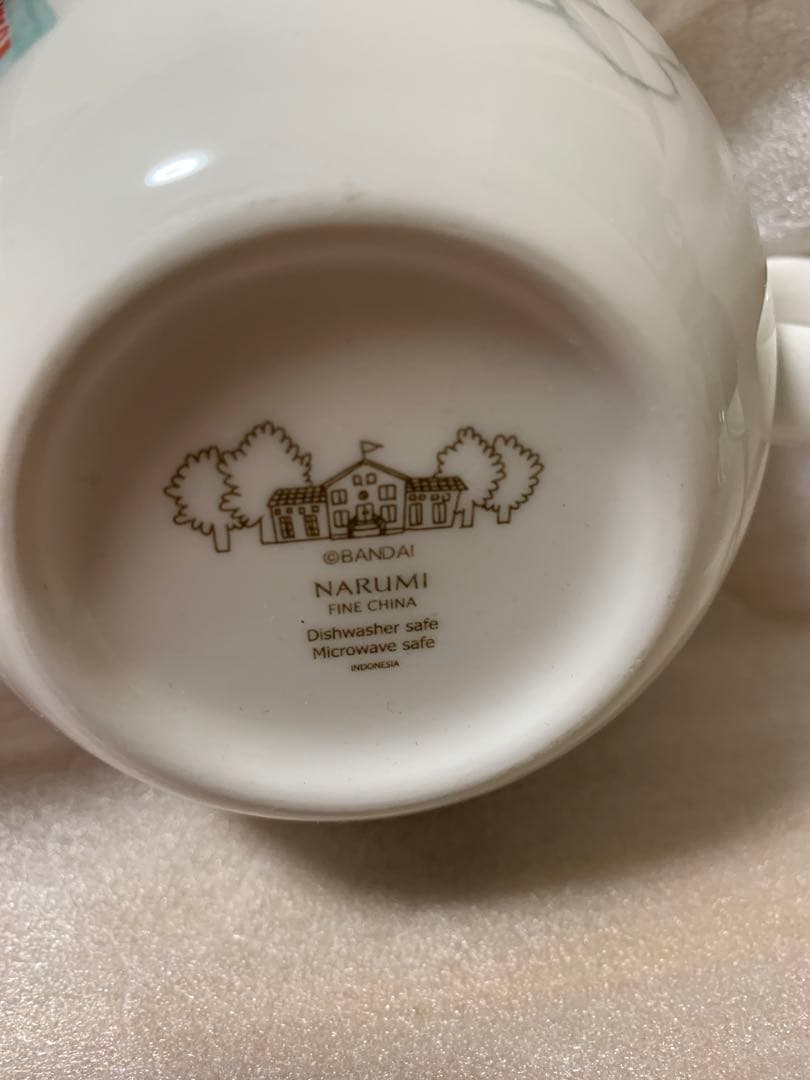 ©BANDAI
NARUMI
FINE CHINA
Dishwasher safe
Microwave safe
INDONESIA